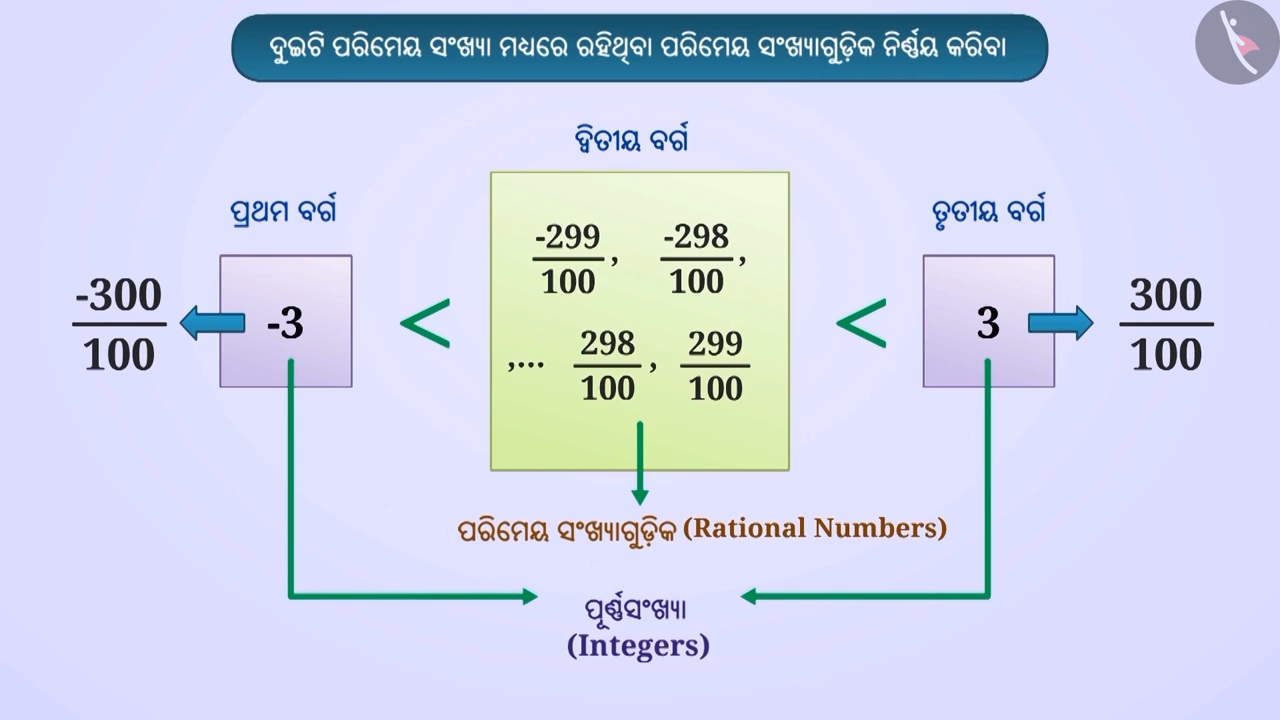 ଦୁଇଟି ପରିମେୟ ସଂଖ୍ୟା ମଧ୍ୟରେ ରହିଥିବା ପରିମେୟ ସଂଖ୍ୟାଗୁଡ଼ିକ ନିର୍ଣ୍ଣୟ କରିବା
ଦ୍ୱିତୀୟ ବର୍ଗ
ପ୍ରଥମ ବର୍ଗ
ତୃତୀୟ ବର୍ଗ
-300/100
-3
<
-299/100, -298/100,
,... 298/100, 299/100
<
3
300/100
ପରିମେୟ ସଂଖ୍ୟାଗୁଡ଼ିକ (Rational Numbers)
ପୂର୍ଣ୍ଣସଂଖ୍ୟା
(Integers)